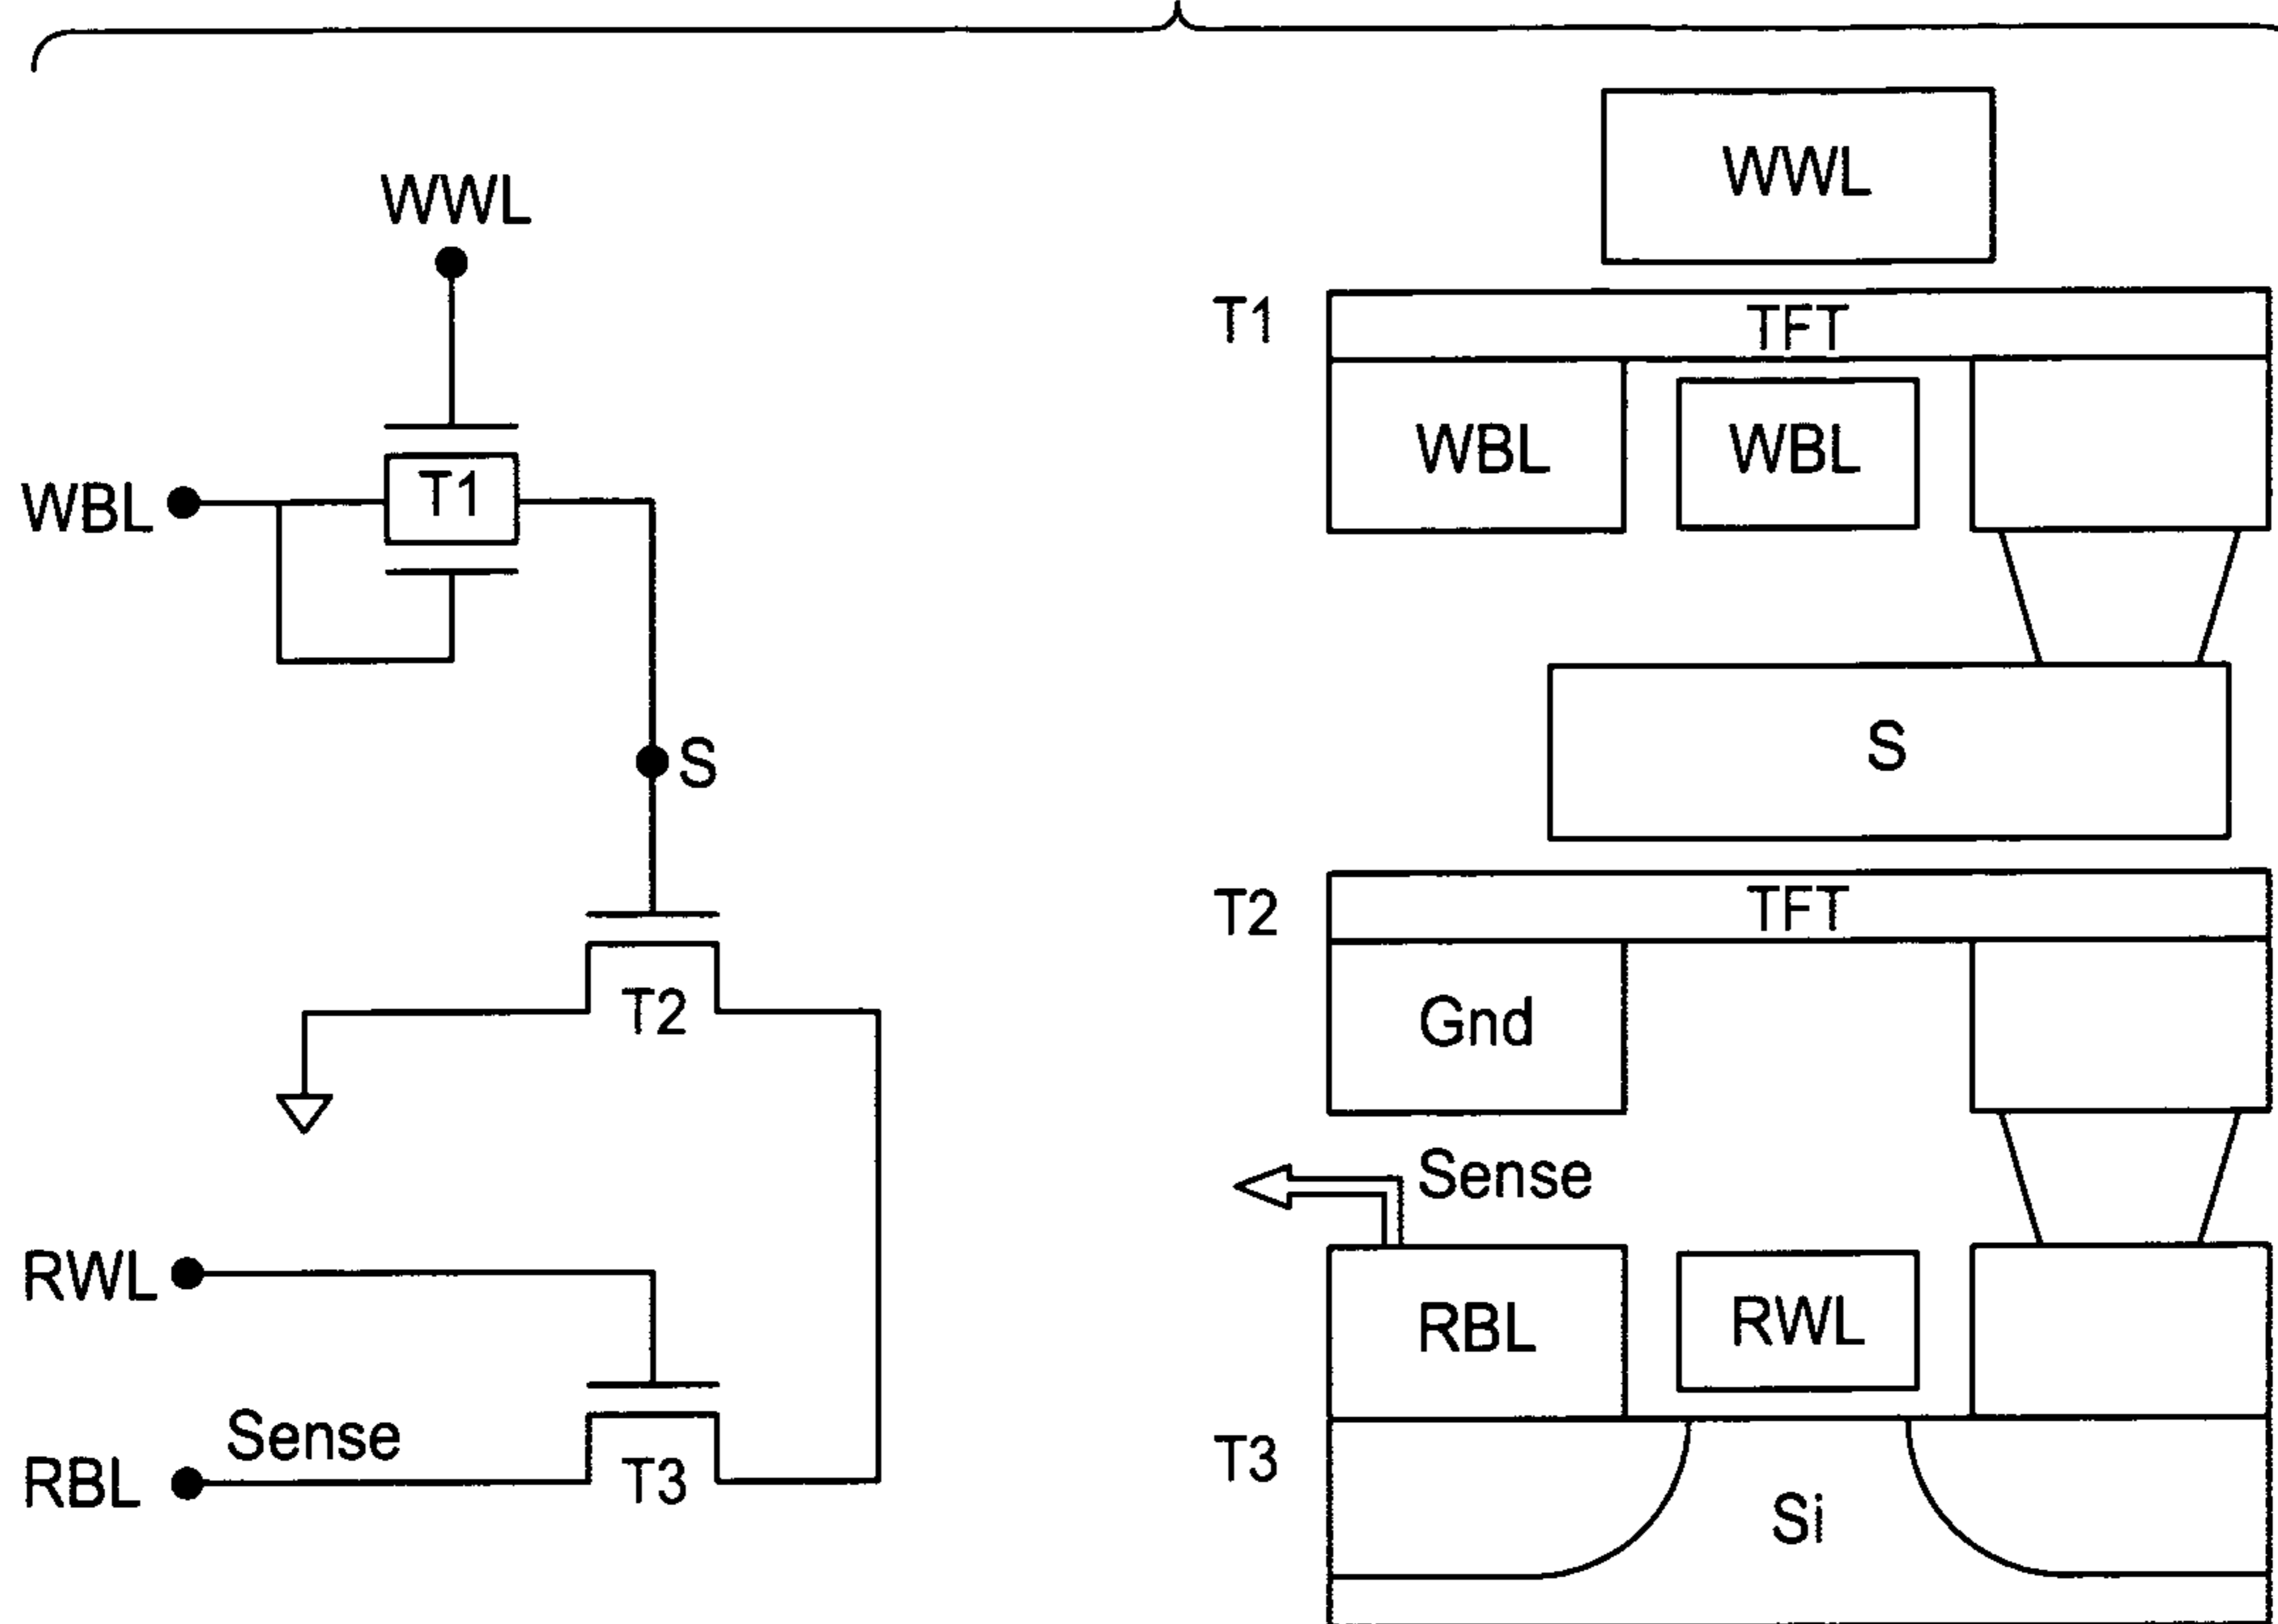 WWL
T1
WBL
S
T2
RWL
Sense
RBL
T3
WWL
T1
TFT
WBL
WBL
S
T2
TFT
Gnd
Sense
RBL
RWL
T3
Si